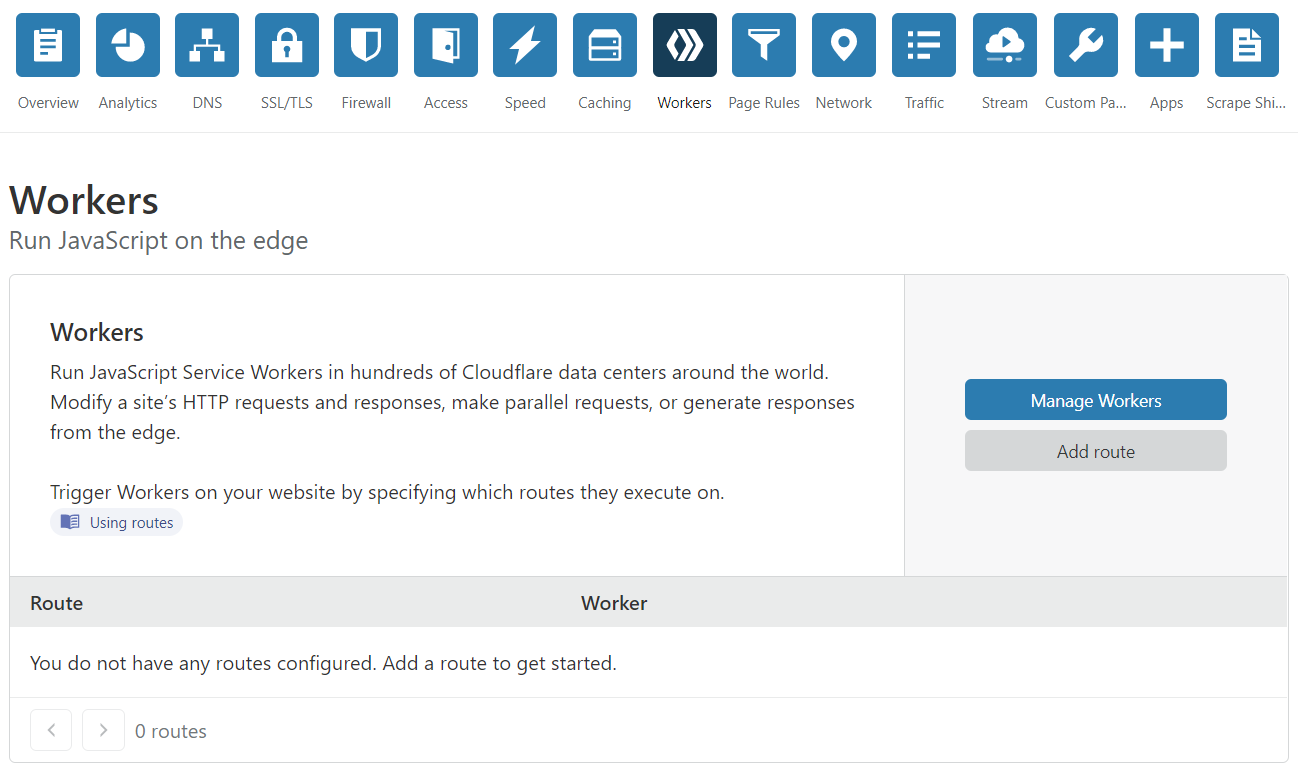 Overview Analytics DNS SSL/TLS Firewall Access Speed Caching Workers Page Rules Network Traffic Stream Custom Pa... Apps Scrape Shi...
Workers
Run JavaScript on the edge
Workers
Run JavaScript Service Workers in hundreds of Cloudflare data centers around the world.
Modify a site’s HTTP requests and responses, make parallel requests, or generate responses
from the edge.
Trigger Workers on your website by specifying which routes they execute on.
Using routes
Manage Workers
Add route
Route Worker
You do not have any routes configured. Add a route to get started.
0 routes